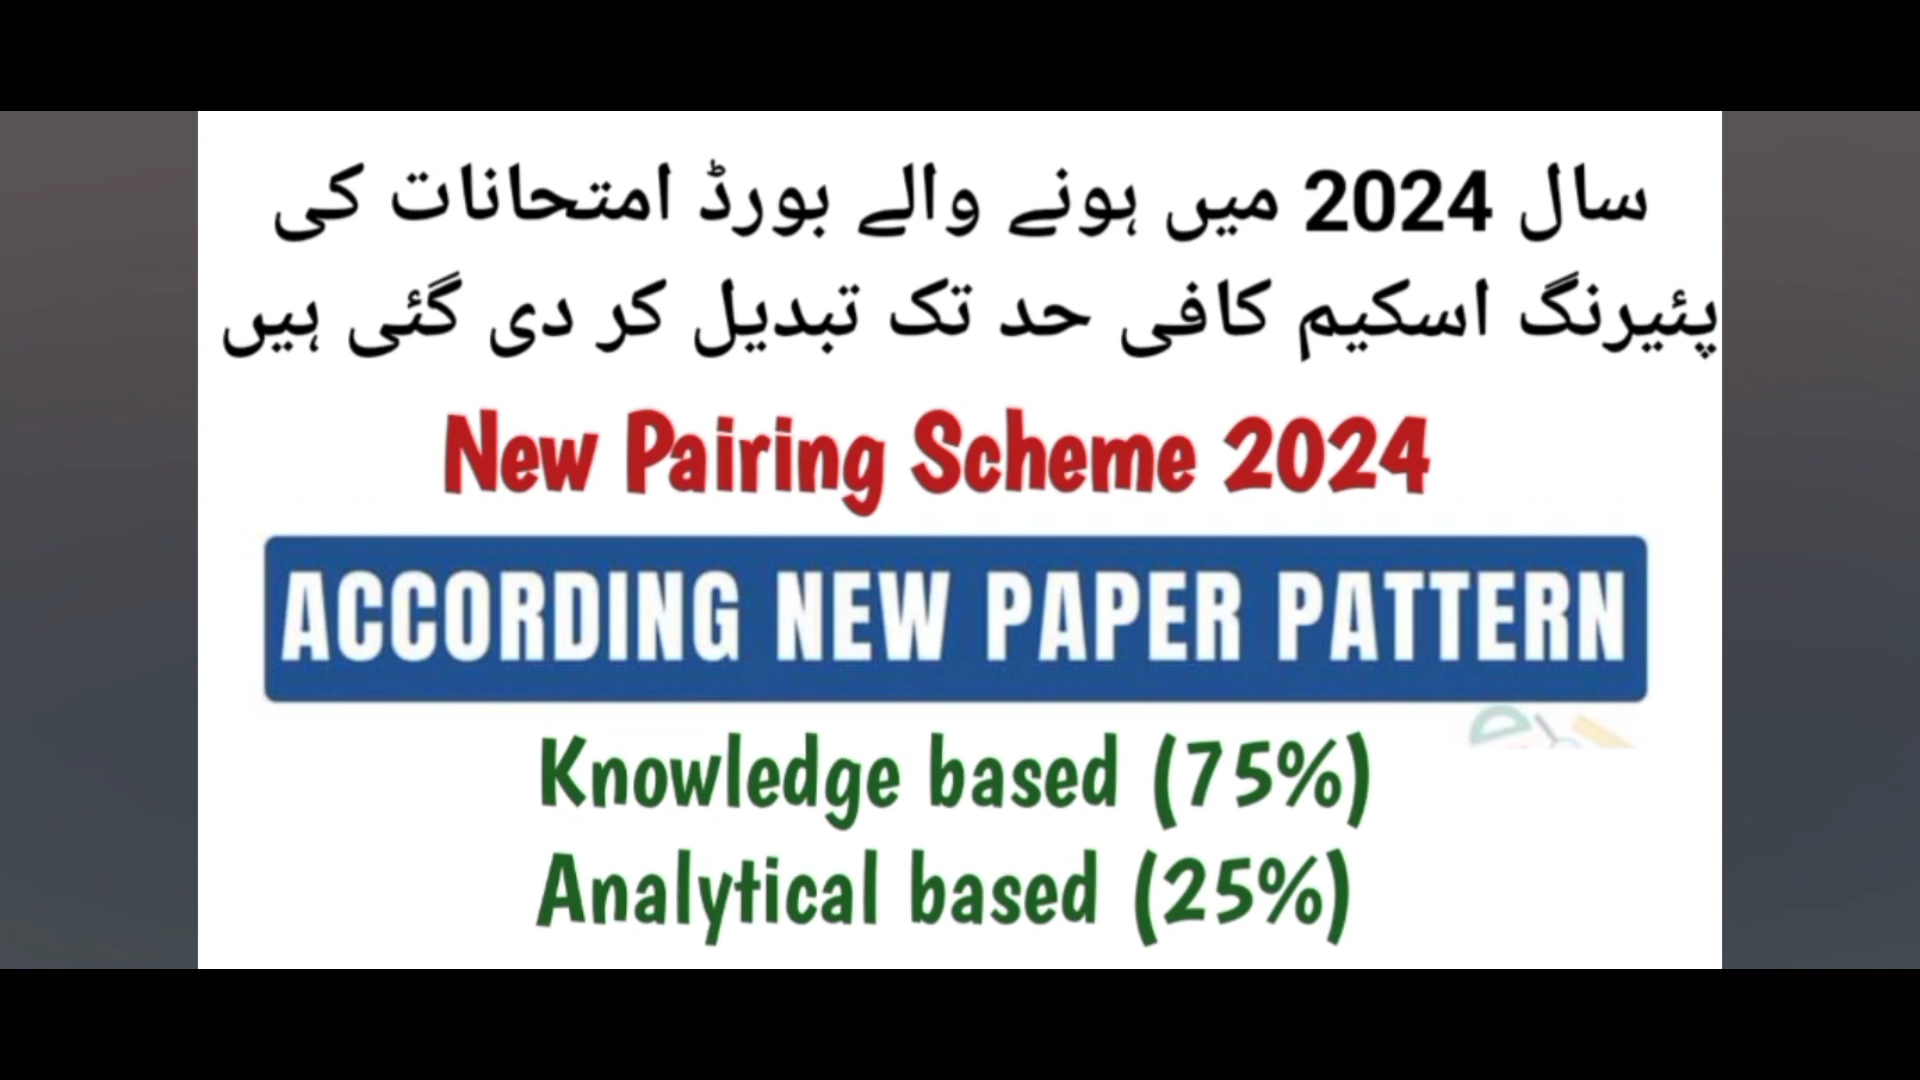 سال 2024 میں ہونے والے بورڈ امتحانات کی
پئیرنگ اسکیم کافی حد تک تبدیل کر دی گئی ہیں
New Pairing Scheme 2024
ACCORDING NEW PAPER PATTERN
Knowledge based (75%)
Analytical based (25%)